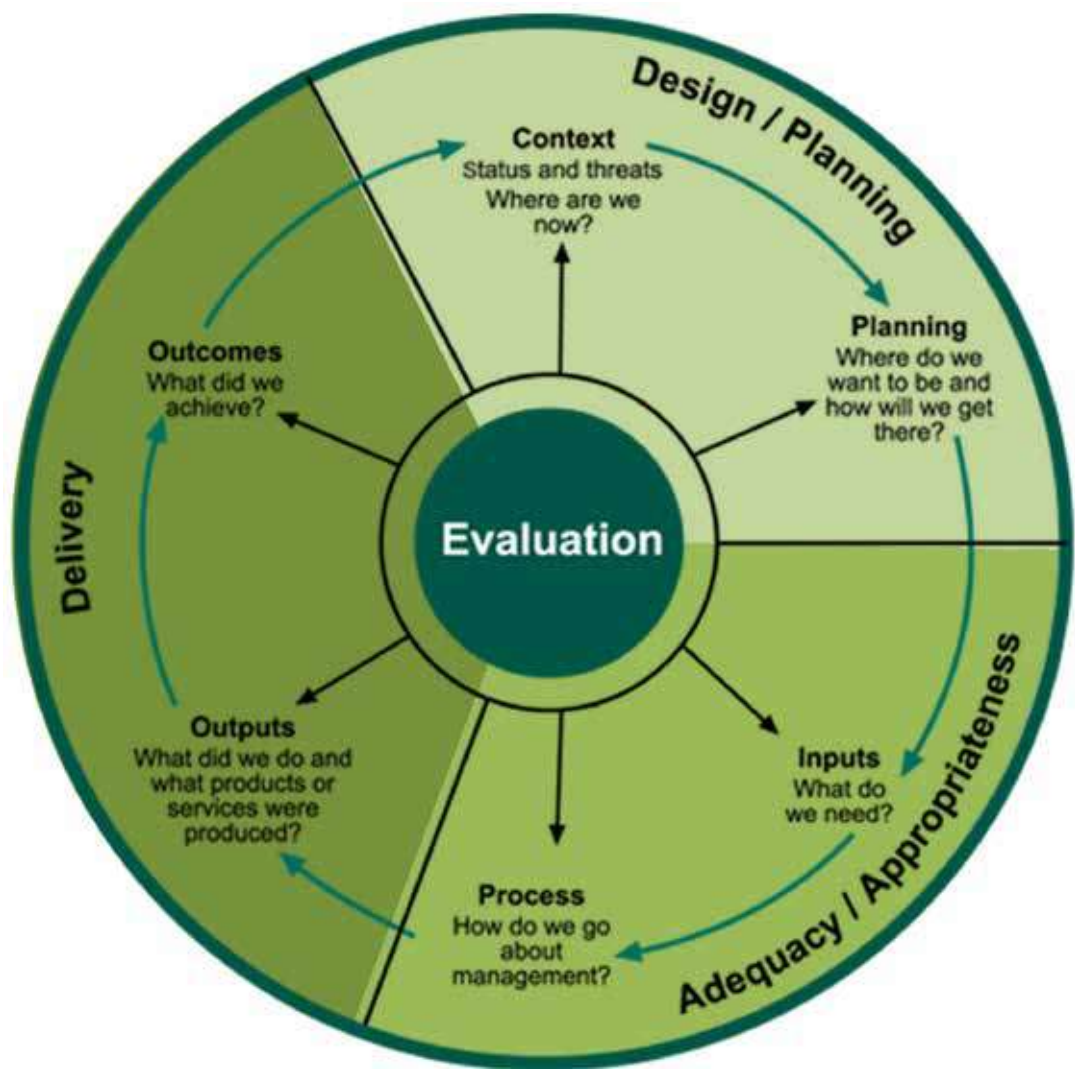 Design / Planning
Context
Status and threats
Where are we
now?
Planning
Where do we
want to be and
how will we get
there?
Outcomes
What did we
achieve?
Delivery
Evaluation
Outputs
What did we do and
what products or
services were
produced?
Inputs
What do
we need?
Process
How do we go
about
management?
Adequacy / Appropriateness